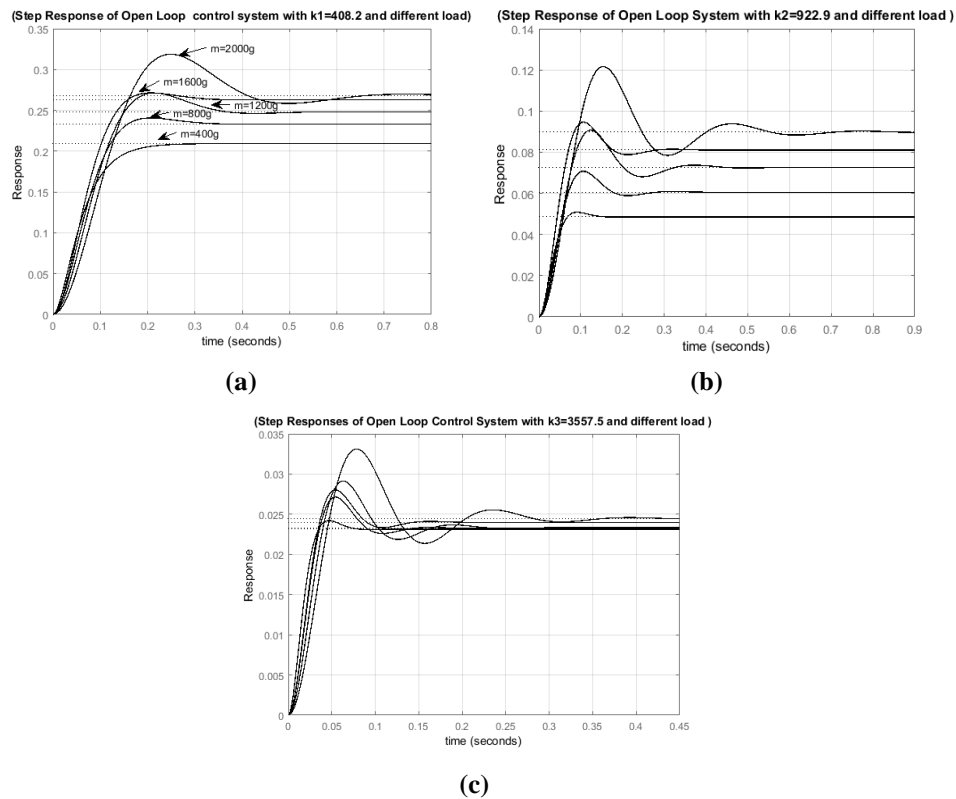 (Step Response of Open Loop control system with k1=408.2 and different load)
0.35
0.3
0.25
0.2
0.15
0.1
0.05
0
Response
m=2000g
m=1600g
m=1200g
m=800g
m=400g
0 0.1 0.2 0.3 0.4 0.5 0.6 0.7 0.8
time (seconds)
(a)
(Step Response of Open Loop System with k2=922.9 and different load )
0.14
0.12
0.1
0.08
0.06
0.04
0.02
0
Response
0 0.1 0.2 0.3 0.4 0.5 0.6 0.7 0.8 0.9
time (seconds)
(b)
(Step Responses of Open Loop Control System with k3=3557.5 and different load )
0.035
0.03
0.025
0.02
0.015
0.01
0.005
0
Response
0 0.05 0.1 0.15 0.2 0.25 0.3 0.35 0.4 0.45
time (seconds)
(c)